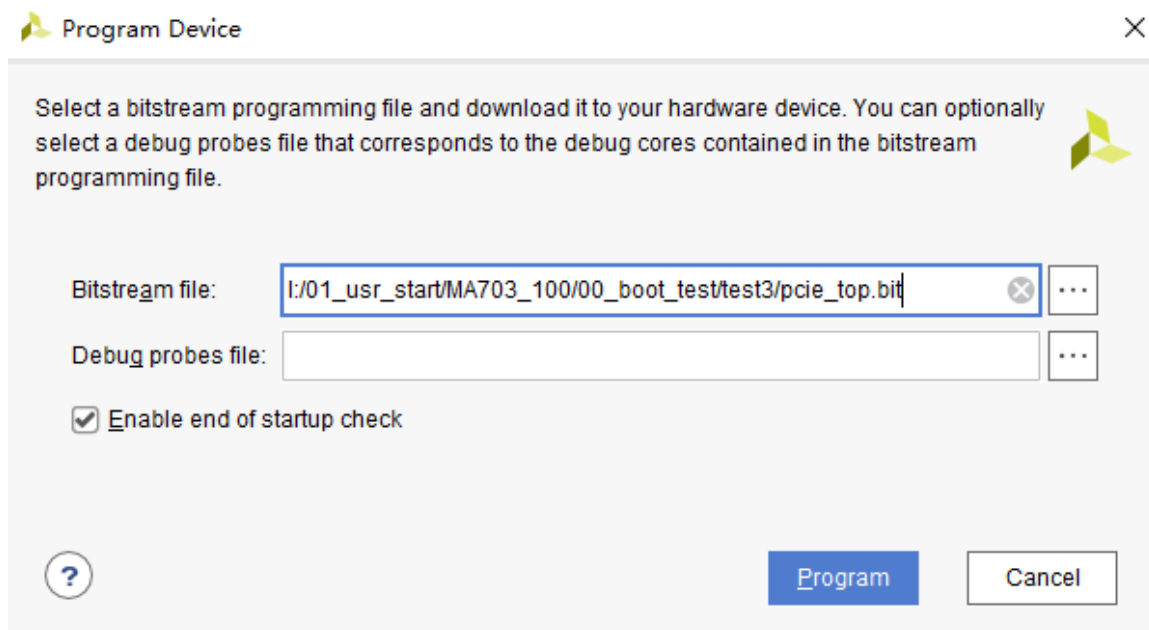 Program Device
Select a bitstream programming file and download it to your hardware device. You can optionally
select a debug probes file that corresponds to the debug cores contained in the bitstream
programming file.
Bitstream file: I:/01_usr_start/MA703_100/00_boot_test/test3/pcie_top.bit ...
Debug probes file: ...
Enable end of startup check
? Program Cancel